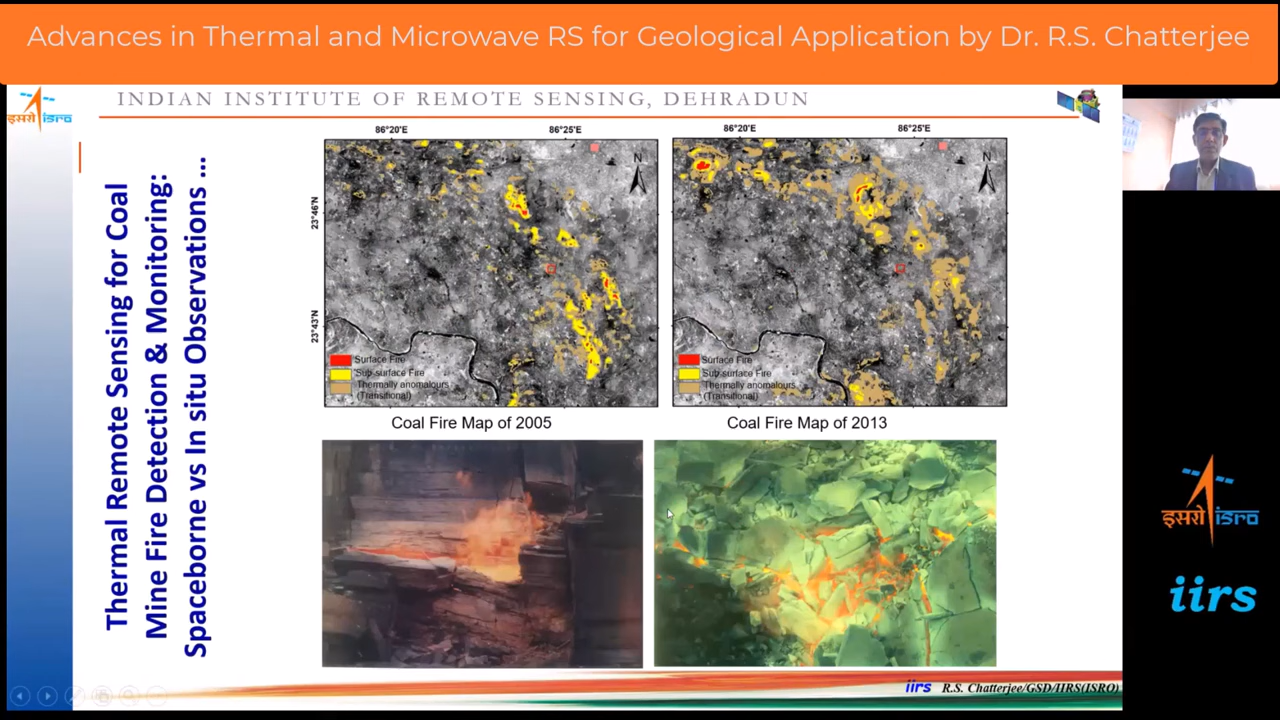 Advances in Thermal and Microwave RS for Geological Application by Dr. R.S. Chatterjee
इसरो isro
INDIAN INSTITUTE OF REMOTE SENSING, DEHRADUN
Thermal Remote Sensing for Coal
Mine Fire Detection & Monitoring:
Spaceborne vs In situ Observations ...
86°20'E 86°25'E
23°46'N
23°43'N
N
Surface Fire
Sub-surface Fire
Thermally anomalours
(Transitional)
Coal Fire Map of 2005
86°20'E 86°25'E
N
Surface Fire
Sub-surface Fire
Thermally anomalours
(Transitional)
Coal Fire Map of 2013
iirs R.S. Chatterjee/GSD/IIRS(ISRO)
इसरो isro
iirs